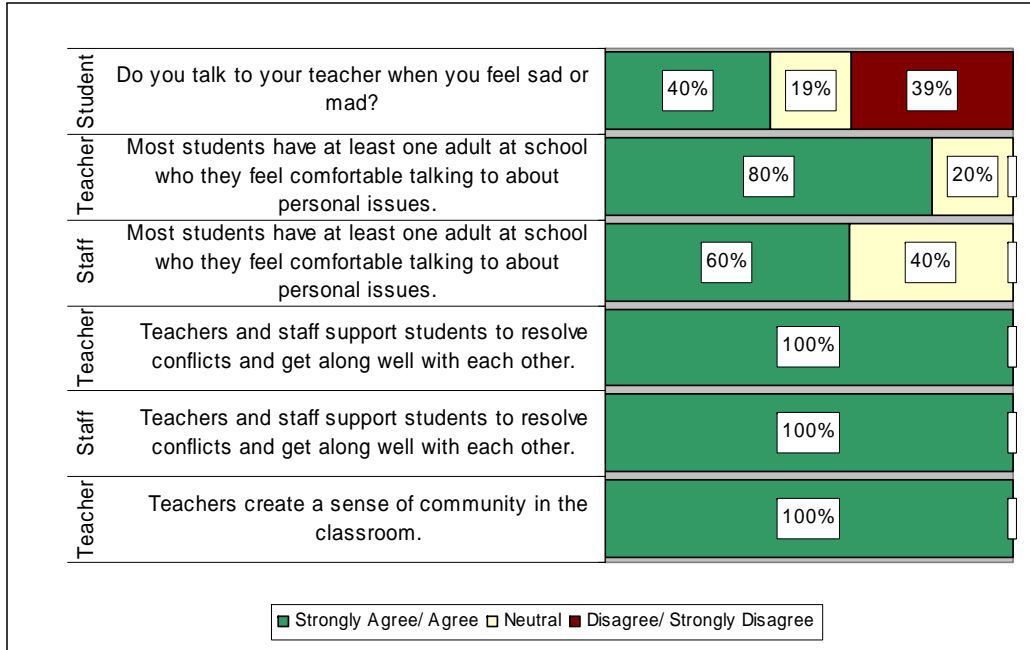 Student
Do you talk to your teacher when you feel sad or
mad?
40%
19%
39%
Teacher
Most students have at least one adult at school
who they feel comfortable talking to about
personal issues.
80%
20%
Staff
Most students have at least one adult at school
who they feel comfortable talking to about
personal issues.
60%
40%
Teacher
Teachers and staff support students to resolve
conflicts and get along well with each other.
100%
Staff
Teachers and staff support students to resolve
conflicts and get along well with each other.
100%
Teacher
Teachers create a sense of community in the
classroom.
100%
Strongly Agree/ Agree Neutral Disagree/ Strongly Disagree